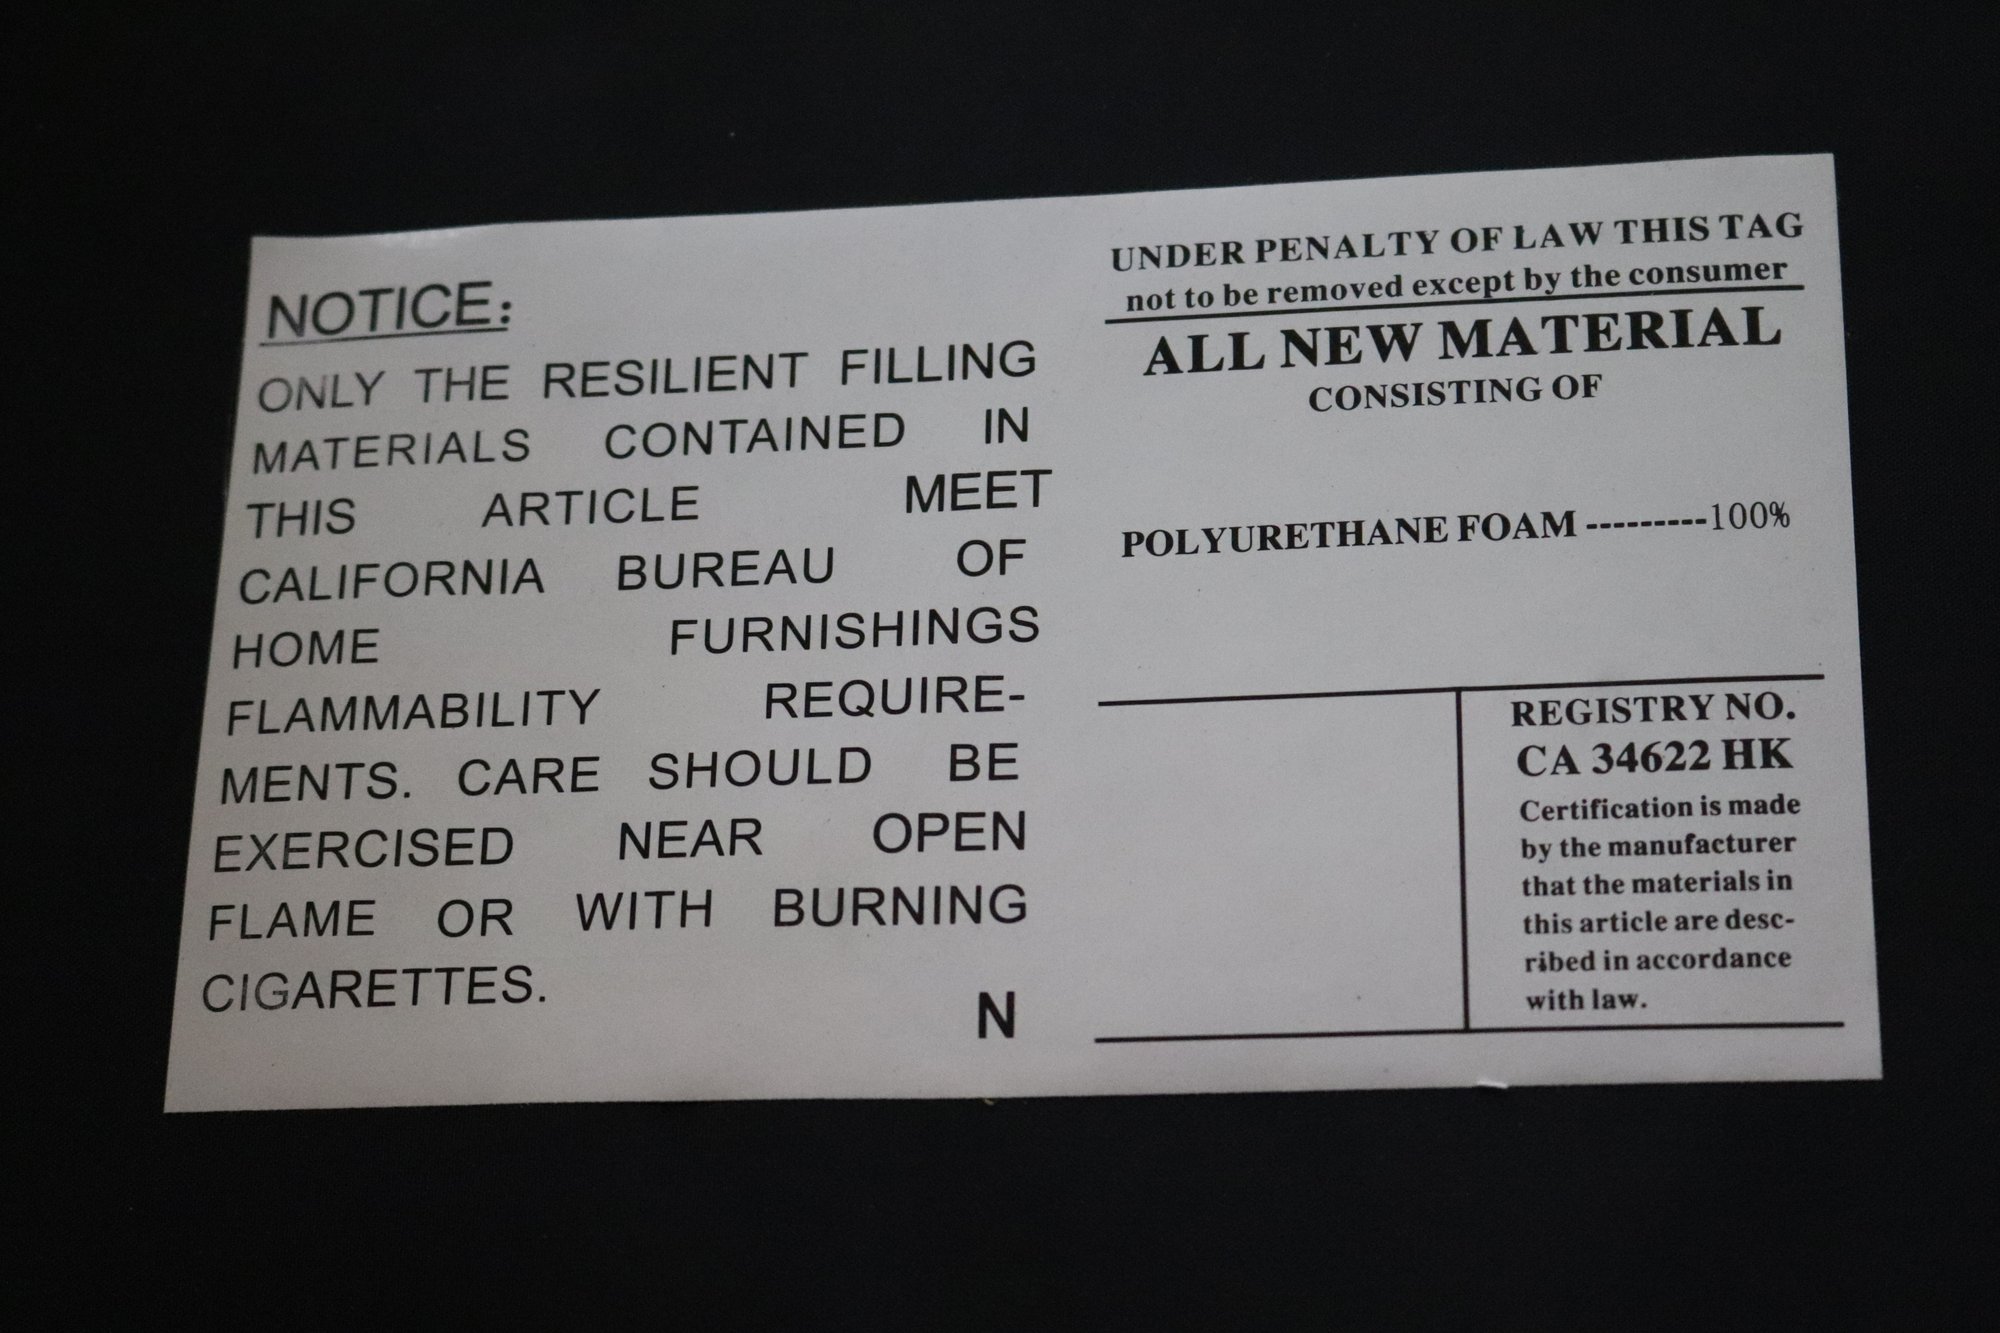 NOTICE:
ONLY THE RESILIENT FILLING
MATERIALS CONTAINED IN
THIS ARTICLE MEET
CALIFORNIA BUREAU OF
HOME FURNISHINGS
FLAMMABILITY REQUIRE-
MENTS. CARE SHOULD BE
EXERCISED NEAR OPEN
FLAME OR WITH BURNING
CIGARETTES.
N
UNDER PENALTY OF LAW THIS TAG
not to be removed except by the consumer
ALL NEW MATERIAL
CONSISTING OF
POLYURETHANE FOAM ---------100%
REGISTRY NO.
CA 34622 HK
Certification is made
by the manufacturer
that the materials in
this article are desc-
ribed in accordance
with law.